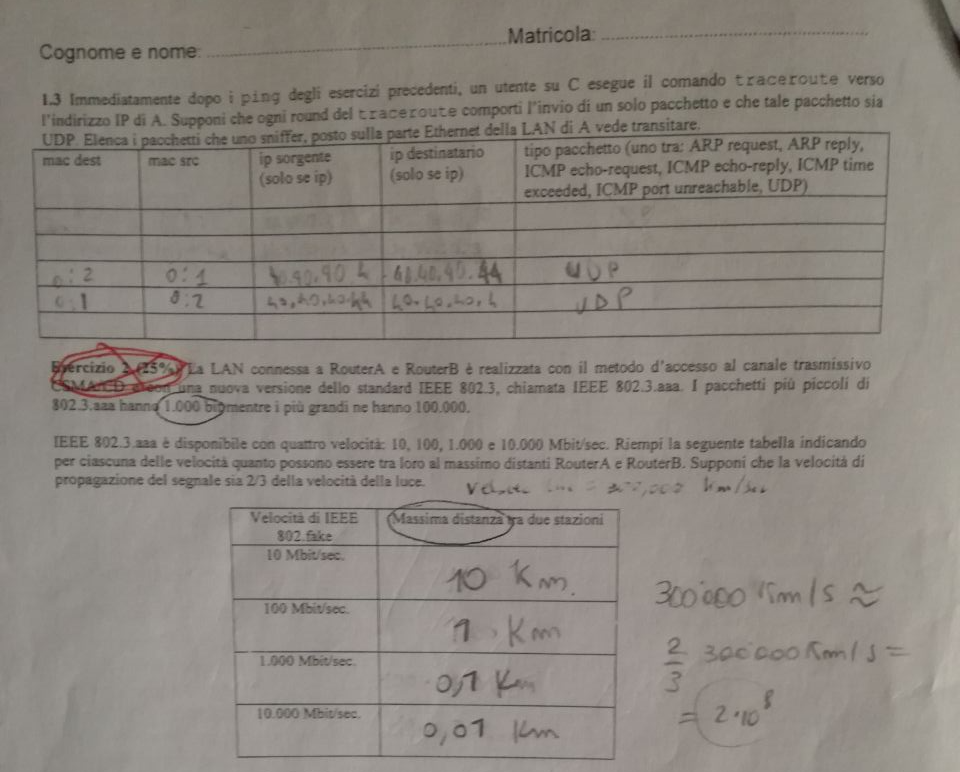 Cognome e nome: Matricola:
1.3 Immediatamente dopo i ping degli esercizi precedenti, un utente su C esegue il comando traceroute verso
l'indirizzo IP di A. Supponi che ogni round del traceroute comporti l'invio di un solo pacchetto e che tale pacchetto sia
UDP. Elenca i pacchetti che uno sniffer, posto sulla parte Ethernet della LAN di A vede transitare.
mac dest mac src ip sorgente (solo se ip) ip destinatario (solo se ip) tipo pacchetto (uno tra: ARP request, ARP reply,
ICMP echo-request, ICMP echo-reply, ICMP time
exceeded, ICMP port unreachable, UDP)
0:2 0:1 40.40.40.4 40.40.40.44 UDP
0:1 0:2 40.40.40.44 40.40.40.4 UDP
Esercizio 2 (25%) La LAN connessa a RouterA e RouterB è realizzata con il metodo d'accesso al canale trasmissivo
CSMA/CD e con una nuova versione dello standard IEEE 802.3, chiamata IEEE 802.3.aaa. I pacchetti più piccoli di
802.3.aaa hanno 1.000 bit mentre i più grandi ne hanno 100.000.
IEEE 802.3.aaa è disponibile con quattro velocità: 10, 100, 1.000 e 10.000 Mbit/sec. Riempi la seguente tabella indicando
per ciascuna delle velocità quanto possono essere tra loro al massimo distanti RouterA e RouterB. Supponi che la velocità di
propagazione del segnale sia 2/3 della velocità della luce.
Km/sec
Velocità di IEEE 802.fake Massima distanza tra due stazioni
10 Mbit/sec. 10 Km.
100 Mbit/sec. 1 Km
1.000 Mbit/sec. 0,1 Km
10.000 Mbit/sec. 0,01 Km
300'000 Km/s ≈
2/3 300'000 Km/s =
= 2·10⁸